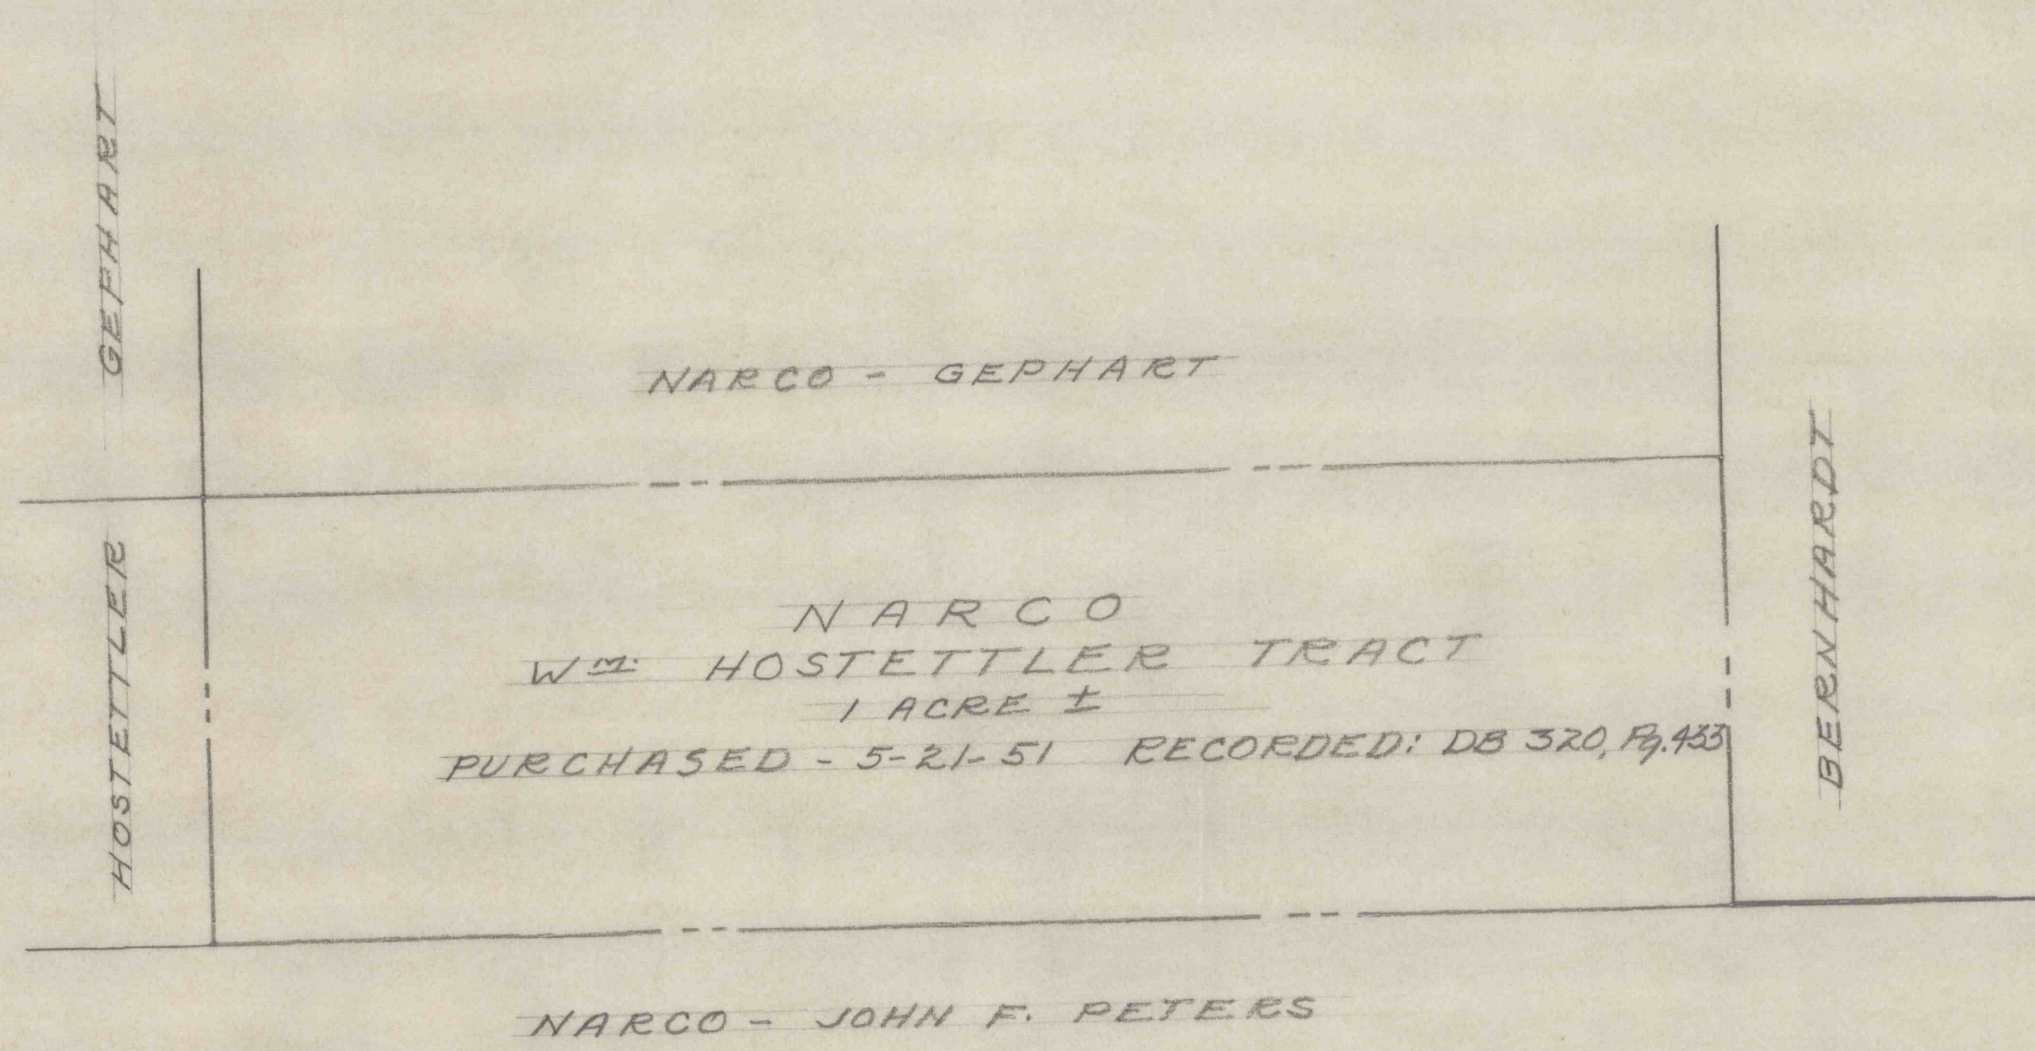 GEPHART
NARCO - GEPHART
HOSTETTLER
NARCO
Wm. HOSTETTLER TRACT
1 ACRE ±
PURCHASED - 5-21-51 RECORDED: DB 320, Pg. 433
BERNHARDT
NARCO - JOHN F. PETERS